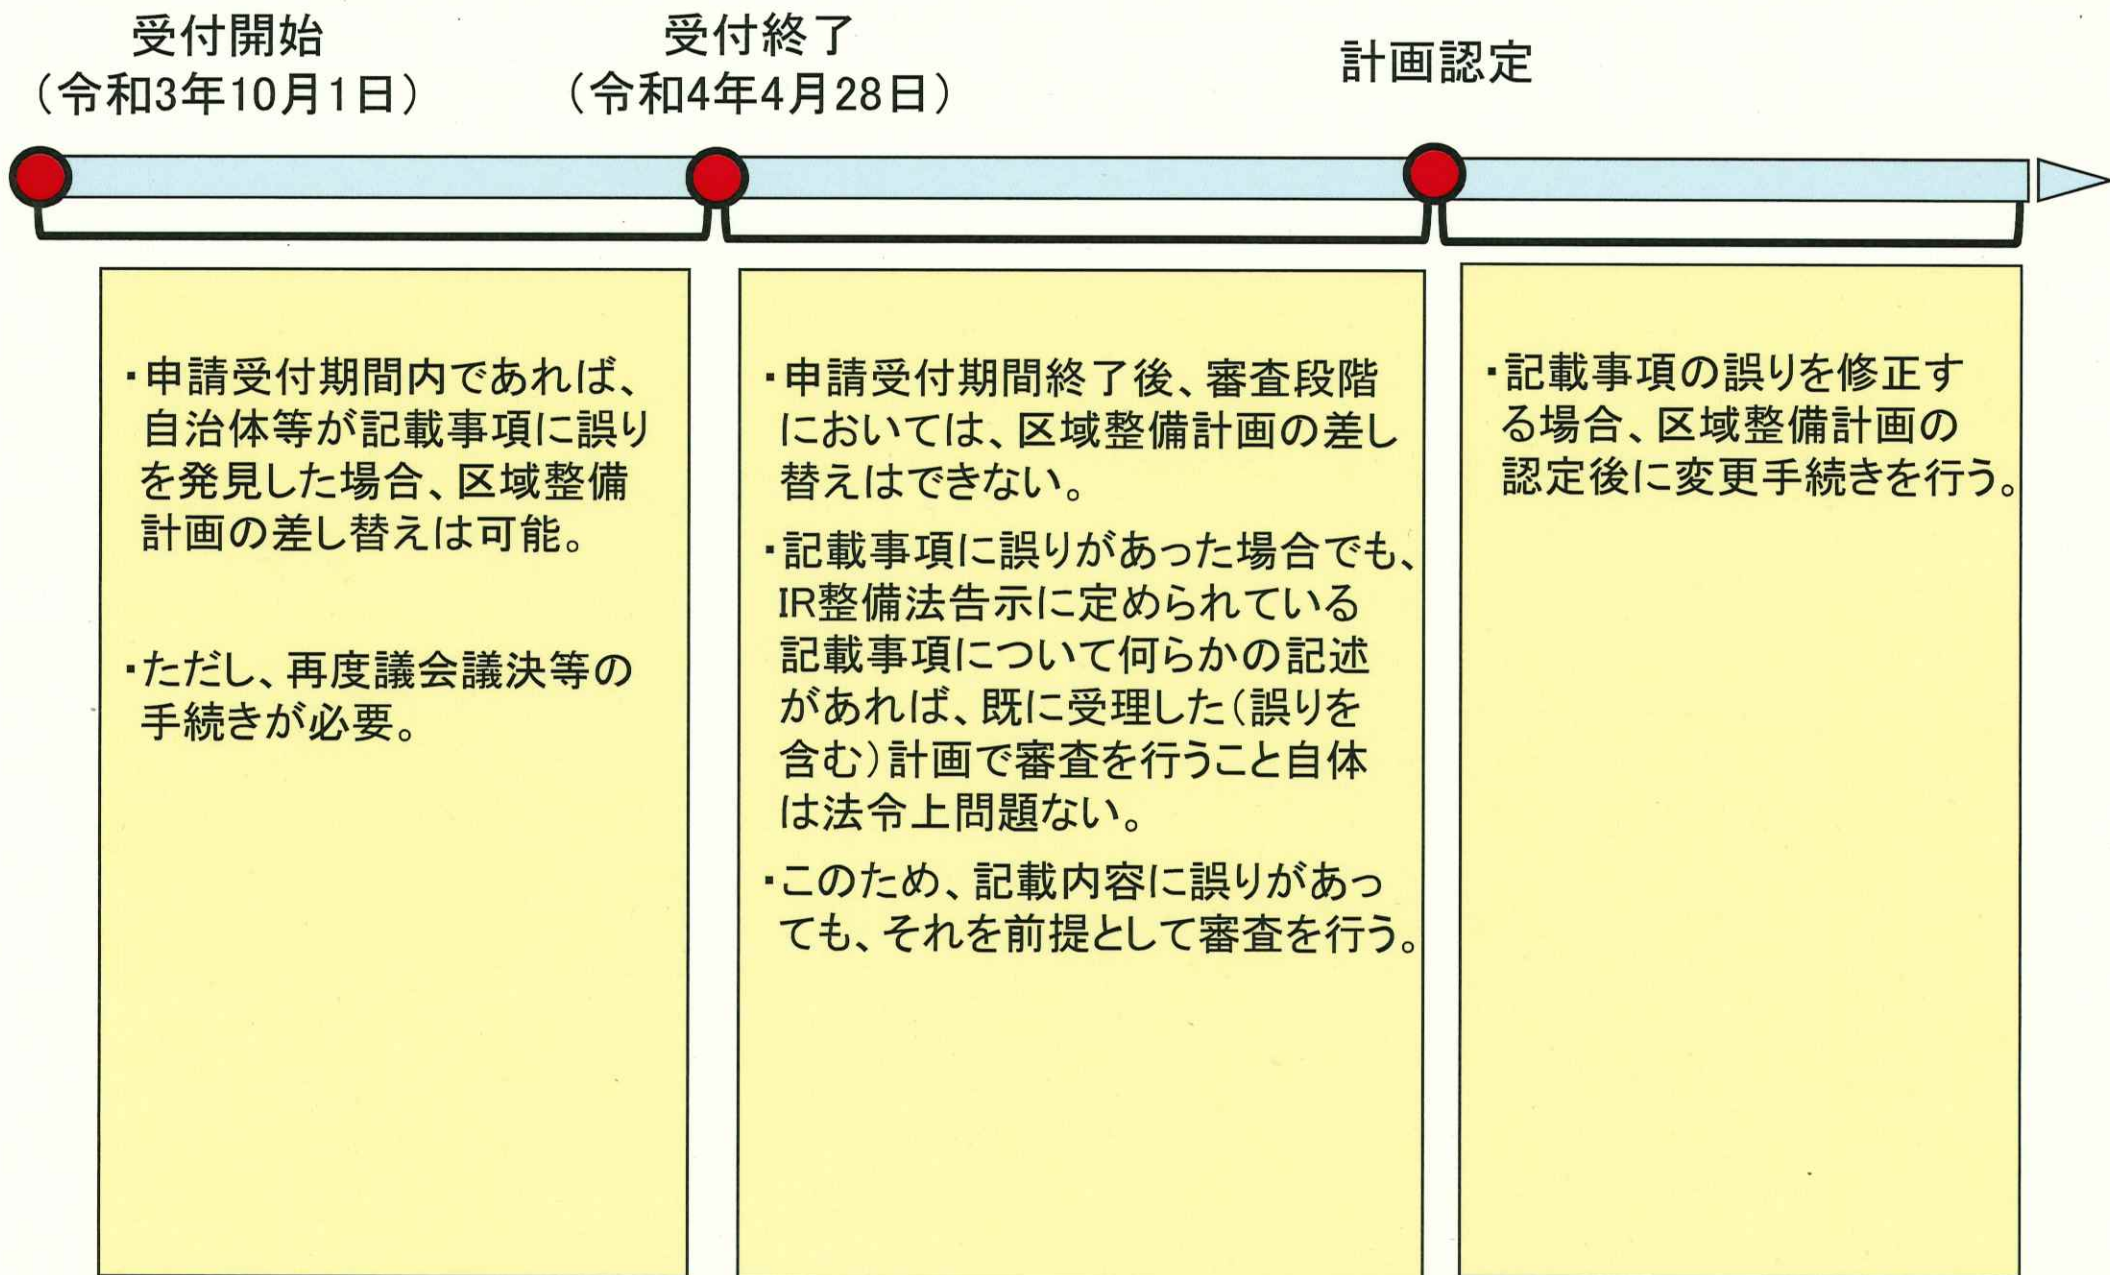 受付開始
（令和3年10月1日）
受付終了
（令和4年4月28日）
計画認定
・申請受付期間内であれば、
自治体等が記載事項に誤り
を発見した場合、区域整備
計画の差し替えは可能。
・ただし、再度議会議決等の
手続きが必要。
・申請受付期間終了後、審査段階
においては、区域整備計画の差し
替えはできない。
・記載事項に誤りがあった場合でも、
IR整備法告示に定められている
記載事項について何らかの記述
があれば、既に受理した（誤りを
含む）計画で審査を行うこと自体
は法令上問題ない。
・このため、記載内容に誤りがあっ
ても、それを前提として審査を行う。
・記載事項の誤りを修正す
る場合、区域整備計画の
認定後に変更手続きを行う。